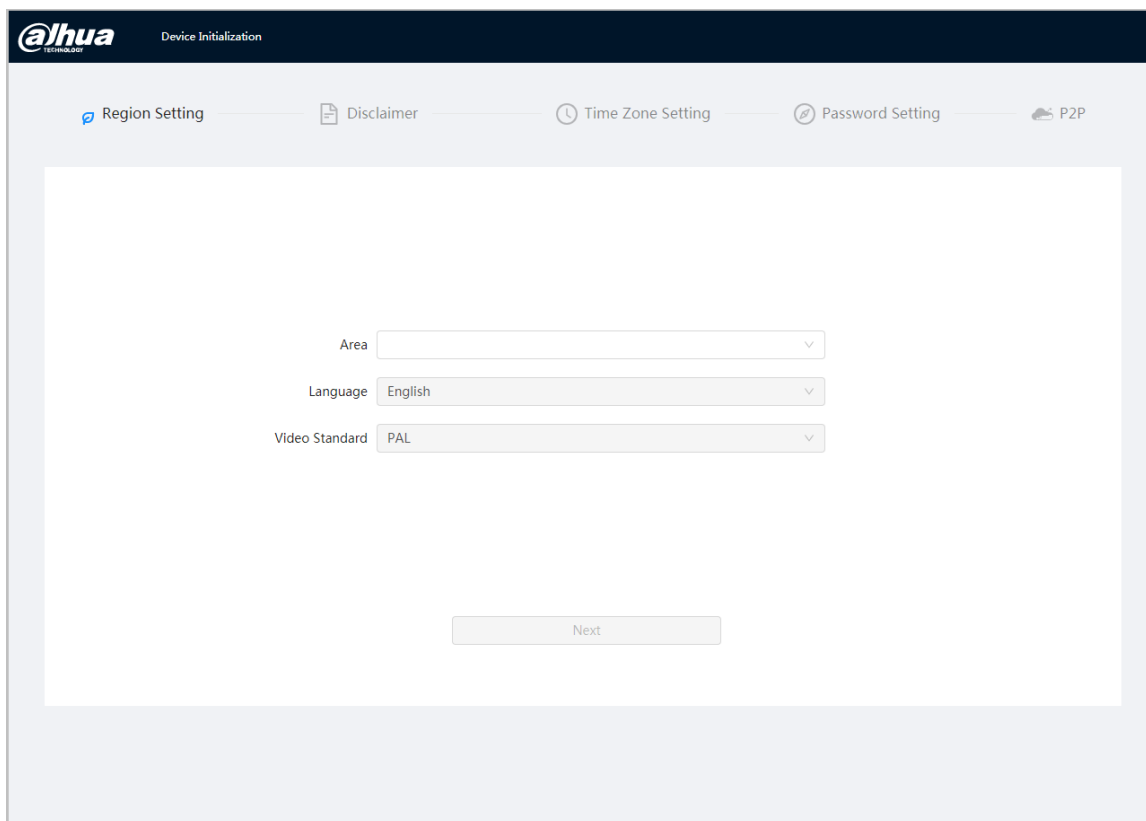 alhua
TECHNOLOGY
Device Initialization
Region Setting
Disclaimer
Time Zone Setting
Password Setting
P2P
Area
Language English
Video Standard PAL
Next